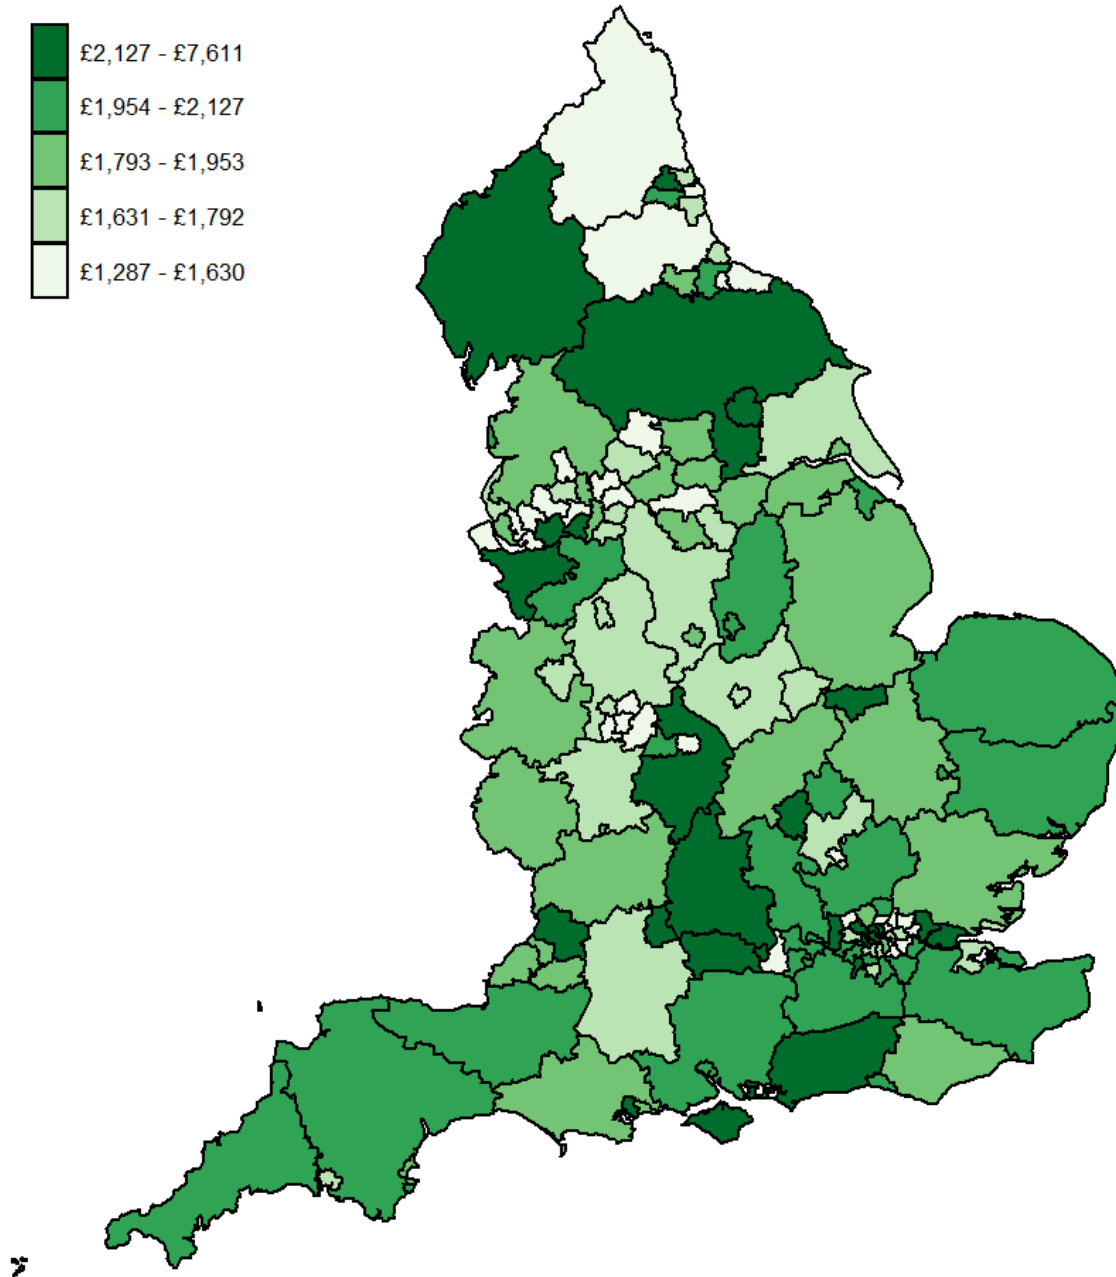 £2,127 - £7,611
£1,954 - £2,127
£1,793 - £1,953
£1,631 - £1,792
£1,287 - £1,630